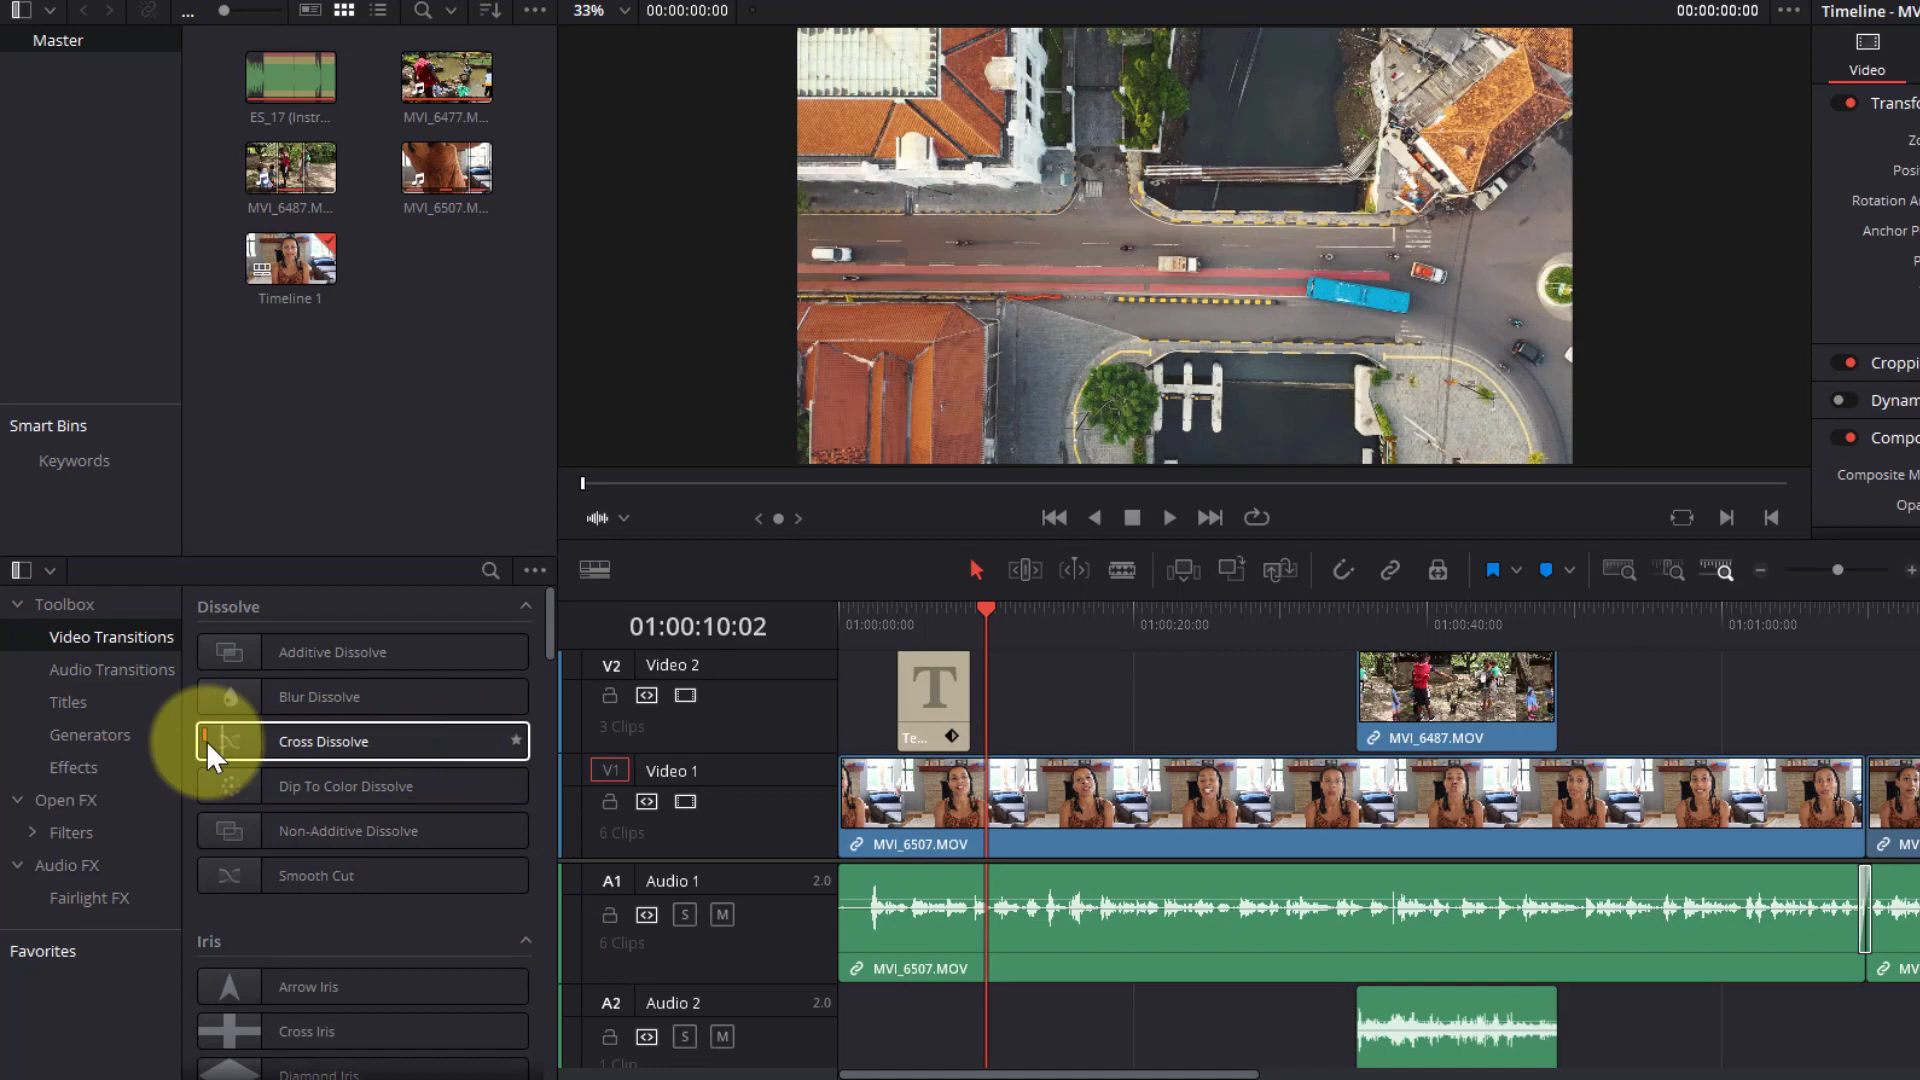 33%
00:00:00:00
00:00:00:00
Timeline - MV
Master
Video
ES_17 (Instr...
MVI_6477.M...
Transfo
Zo
Posit
Rotation A
Anchor P
P
MVI_6487.M...
MVI_6507.M...
Timeline 1
Croppi
Dynam
Compo
Composite M
Opa
Smart Bins
Keywords
Toolbox
Video Transitions
Audio Transitions
Titles
Generators
Effects
Open FX
Filters
Audio FX
Fairlight FX
Favorites
Dissolve
Additive Dissolve
Blur Dissolve
Cross Dissolve
Dip To Color Dissolve
Non-Additive Dissolve
Smooth Cut
Iris
Arrow Iris
Cross Iris
Diamond Iris
01:00:10:02
01:00:00:00
01:00:20:00
01:00:40:00
01:01:00:00
V2
Video 2
3 Clips
T
Te...
MVI_6487.MOV
V1
Video 1
6 Clips
MVI_6507.MOV
MV
A1
Audio 1
2.0
S
M
6 Clips
MVI_6507.MOV
MV
A2
Audio 2
2.0
S
M
1 Clip